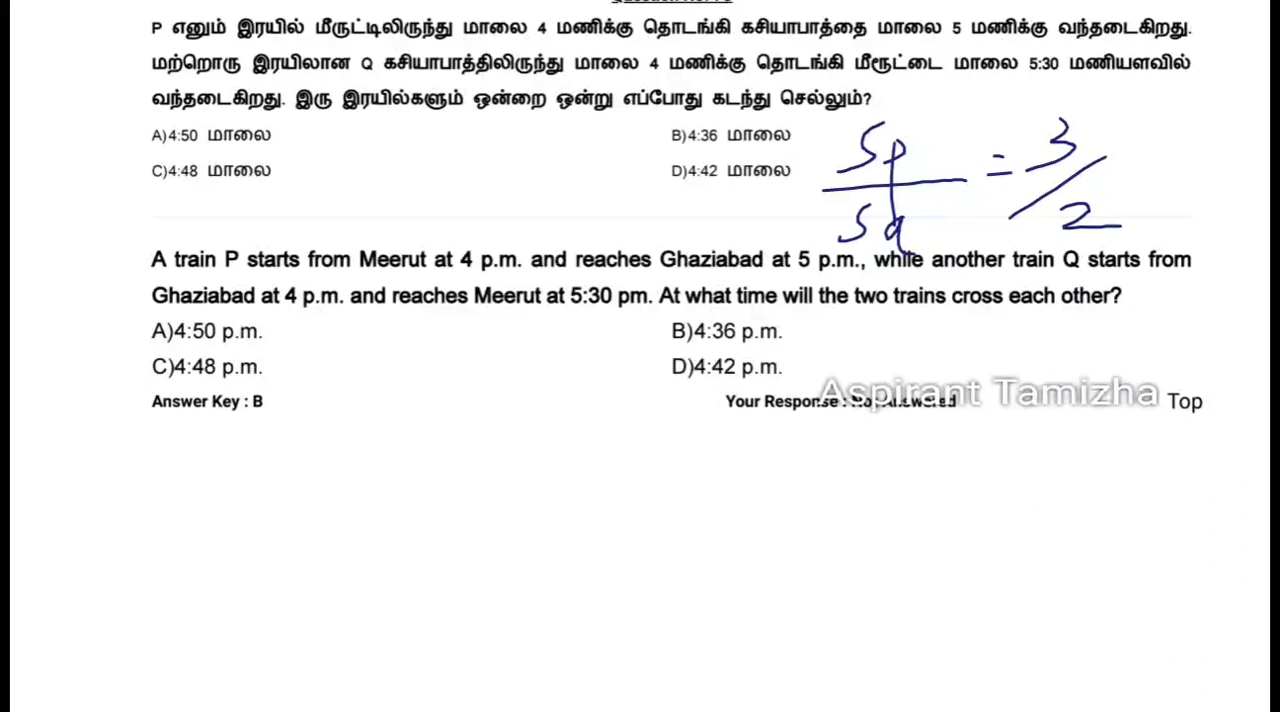 P எனும் இரயில் மீருட்டிலிருந்து மாலை 4 மணிக்கு தொடங்கி கசியாபாத்தை மாலை 5 மணிக்கு வந்தடைகிறது.
மற்றொரு இரயிலான Q கசியாபாத்திலிருந்து மாலை 4 மணிக்கு தொடங்கி மீரூட்டை மாலை 5:30 மணியளவில்
வந்தடைகிறது. இரு இரயில்களும் ஒன்றை ஒன்று எப்போது கடந்து செல்லும்?
A)4:50 மாலை B)4:36 மாலை
C)4:48 மாலை D)4:42 மாலை
Sp
= 3/2
Sq
A train P starts from Meerut at 4 p.m. and reaches Ghaziabad at 5 p.m., while another train Q starts from
Ghaziabad at 4 p.m. and reaches Meerut at 5:30 pm. At what time will the two trains cross each other?
A)4:50 p.m. B)4:36 p.m.
C)4:48 p.m. D)4:42 p.m.
Answer Key : B Your Response : Not Answered Top
Aspirant Tamizha